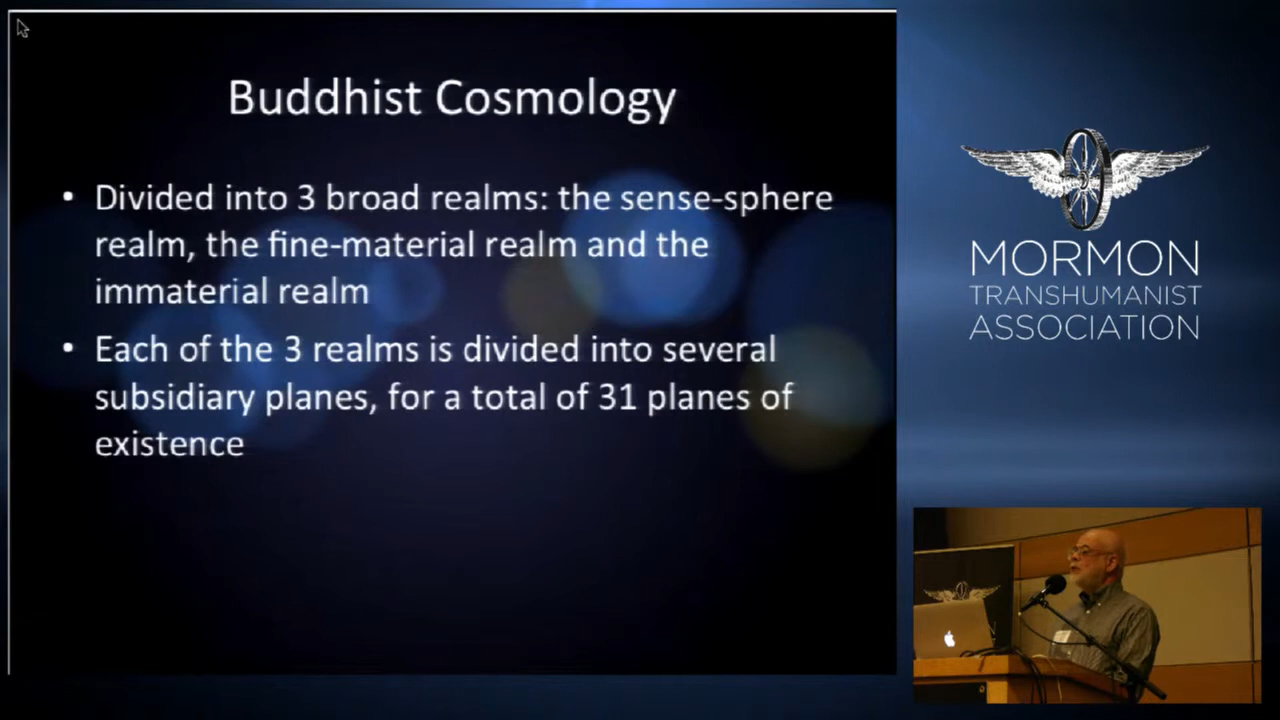 Buddhist Cosmology
• Divided into 3 broad realms: the sense-sphere
realm, the fine-material realm and the
immaterial realm
• Each of the 3 realms is divided into several
subsidiary planes, for a total of 31 planes of
existence
MORMON
TRANSHUMANIST
ASSOCIATION